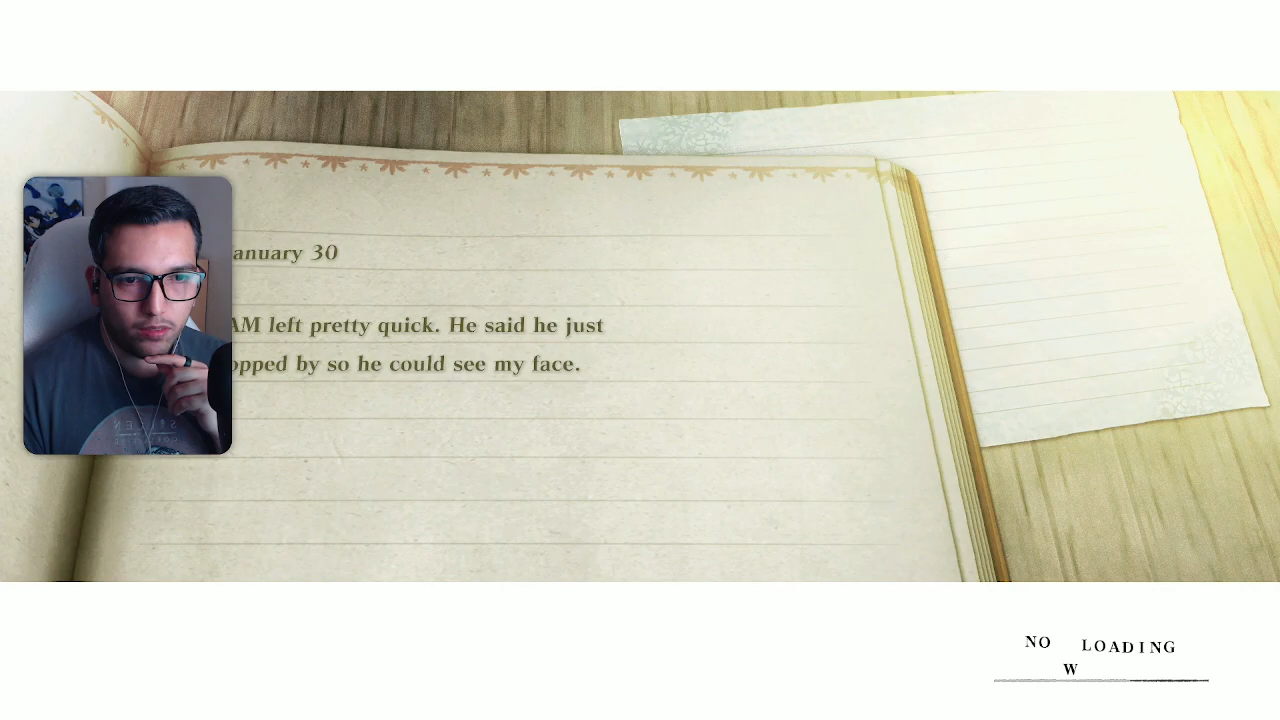 anuary 30
AM left pretty quick. He said he just
opped by so he could see my face.
NO W LOADING